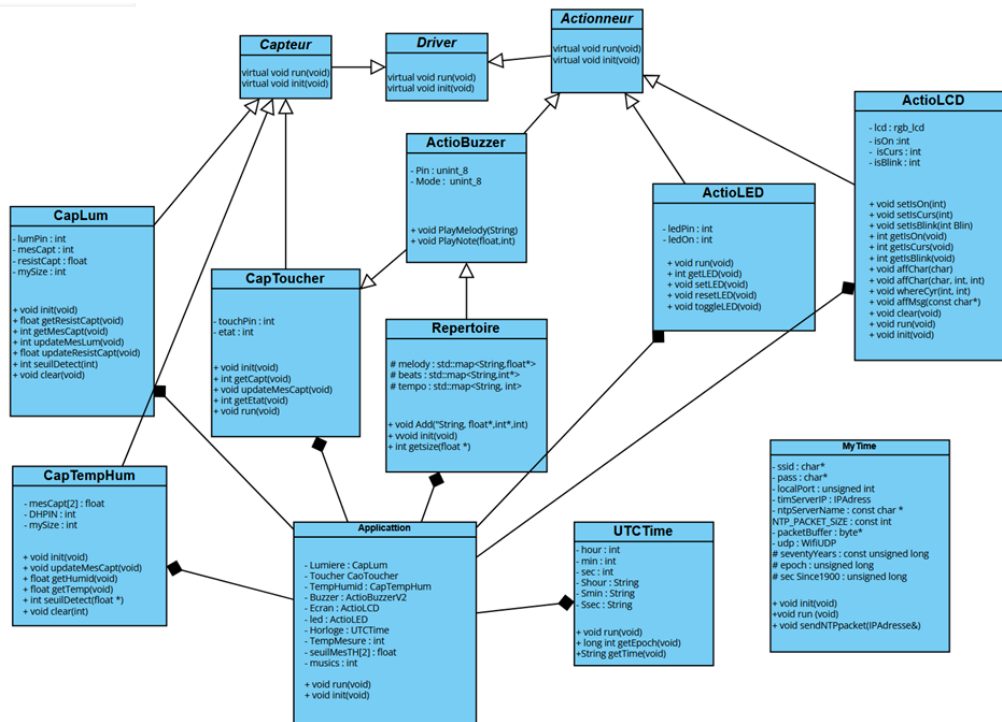 Capteur
virtual void run(void)
virtual void init(void)
Driver
virtual void run(void)
virtual void init(void)
Actionneur
virtual void run(void)
virtual void init(void)
ActioLCD
- lcd : rgb_lcd
- isOn :int
- isCurs : int
- isBlink : int
+ void setIsOn(int)
+ void setIsCurs(int)
+ void setIsBlink(int Blin)
+ int getIsOn(void)
+ int getIsCurs(void)
+ int getIsBlink(void)
+ void affChar(char)
+ void affChar(char, int, int)
+ void whereCyr(int, int)
+ void affMsg(const char*)
+ void clear(void)
+ void run(void)
+ void init(void)
ActioBuzzer
- Pin : unint_8
- Mode : unint_8
+ void PlayMelody(String)
+ void PlayNote(float,int)
ActioLED
- ledPin : int
- ledOn : int
+ void run(void)
+ int getLED(void)
+ void setLED(void)
+ void resetLED(void)
+ void toggleLED(void)
CapLum
- lumPin : int
- mesCapt : int
- resistCapt : float
- mySize : int
+ void init(void)
+ float getResistCapt(void)
+ int getMesCapt(void)
+ int updateMesLum(void)
+ float updateResistCapt(void)
+ int seuilDetect(int)
+ void clear(void)
CapToucher
- touchPin : int
- etat : int
+ void init(void)
+ int getCapt(void)
+ void updateMesCapt(void)
+ int getEtat(void)
+ void run(void)
Repertoire
# melody : std::map<String,float*>
# beats : std::map<String,int*>
# tempo : std::map<String, int>
+ void Add("String, float*,int*,int)
+ vvoid init(void)
+ int getsize(float *)
CapTempHum
- mesCapt[2] : float
- DHPIN : int
- mySize : int
+ void init(void)
+ void updateMesCapt(void)
+ float getHumid(void)
+ float getTemp(void)
+ int seuilDetect(float *)
+ void clear(int)
Applicattion
- Lumiere : CapLum
- Toucher CaoToucher
- TempHumid : CapTempHum
- Buzzer : ActioBuzzerV2
- Ecran : ActioLCD
- led : ActioLED
- Horloge : UTCTime
- TempMesure : int
- seuilMesTH[2] : float
- musics : int
+ void run(void)
+ void init(void)
UTCTime
- hour : int
- min : int
- sec : int
- Shour : String
- Smin : String
- Ssec : String
+ void run(void)
+ long int getEpoch(void)
+String getTime(void)
MyTime
- ssid : char*
- pass : char*
- localPort : unsigned int
- timServerIP : IPAdress
- ntpServerName : const char *
NTP_PACKET_SIZE : const int
- packetBuffer : byte*
- udp : WifiUDP
# seventyYears : const unsigned long
# epoch : unsigned long
# sec Since1900 : unsigned long
+ void init(void)
+void run (void)
+ void sendNTPpacket(IPAdresse&)